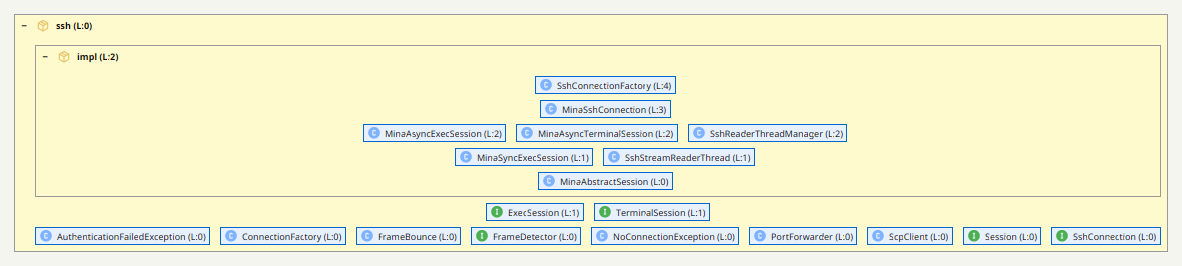 ssh (L:0)
impl (L:2)
C SshConnectionFactory (L:4)
C MinaSshConnection (L:3)
C MinaAsyncExecSession (L:2) C MinaAsyncTerminalSession (L:2) C SshReaderThreadManager (L:2)
C MinaSyncExecSession (L:1) C SshStreamReaderThread (L:1)
C MinaAbstractSession (L:0)
I ExecSession (L:1) I TerminalSession (L:1)
C AuthenticationFailedException (L:0) C ConnectionFactory (L:0) C FrameBounce (L:0) I FrameDetector (L:0) C NoConnectionException (L:0) C PortForwarder (L:0) C ScpClient (L:0) I Session (L:0) I SshConnection (L:0)